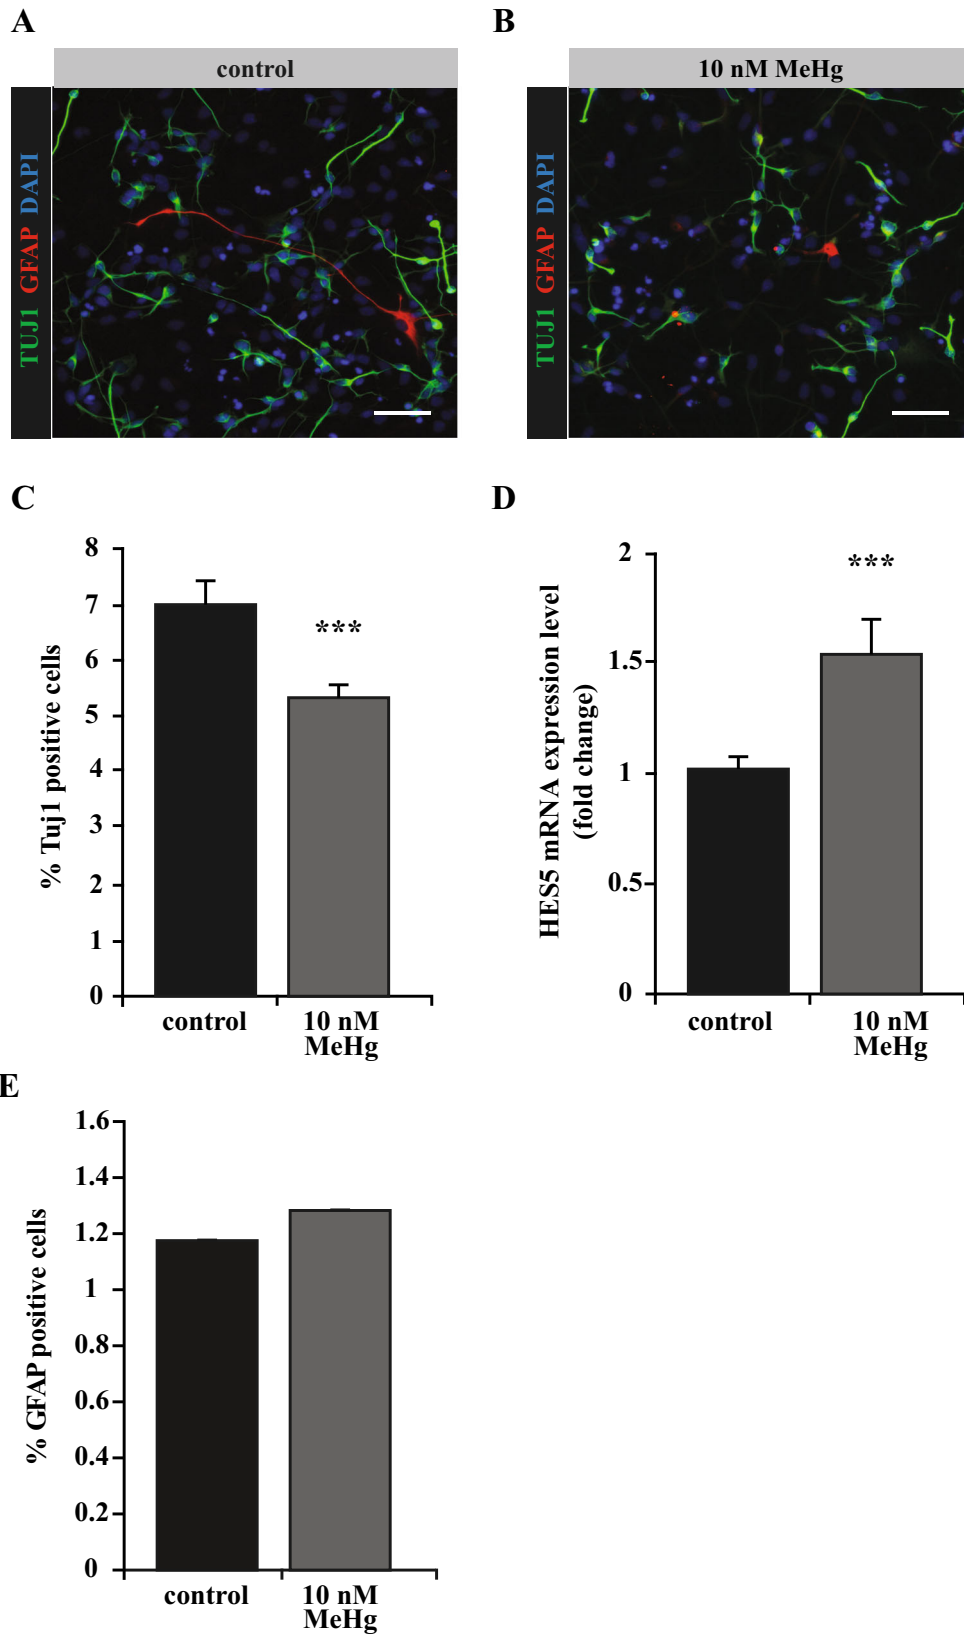 A
B
control
10 nM MeHg
TUJ1 GFAP DAPI
TUJ1 GFAP DAPI
C
D
% Tuj1 positive cells
8
7
6
5
4
3
2
1
0
***
control
10 nM
MeHg
HES5 mRNA expression level
(fold change)
2
1.5
1
0.5
0
***
control
10 nM
MeHg
E
% GFAP positive cells
1.6
1.4
1.2
1
0.8
0.6
0.4
0.2
0
control
10 nM
MeHg